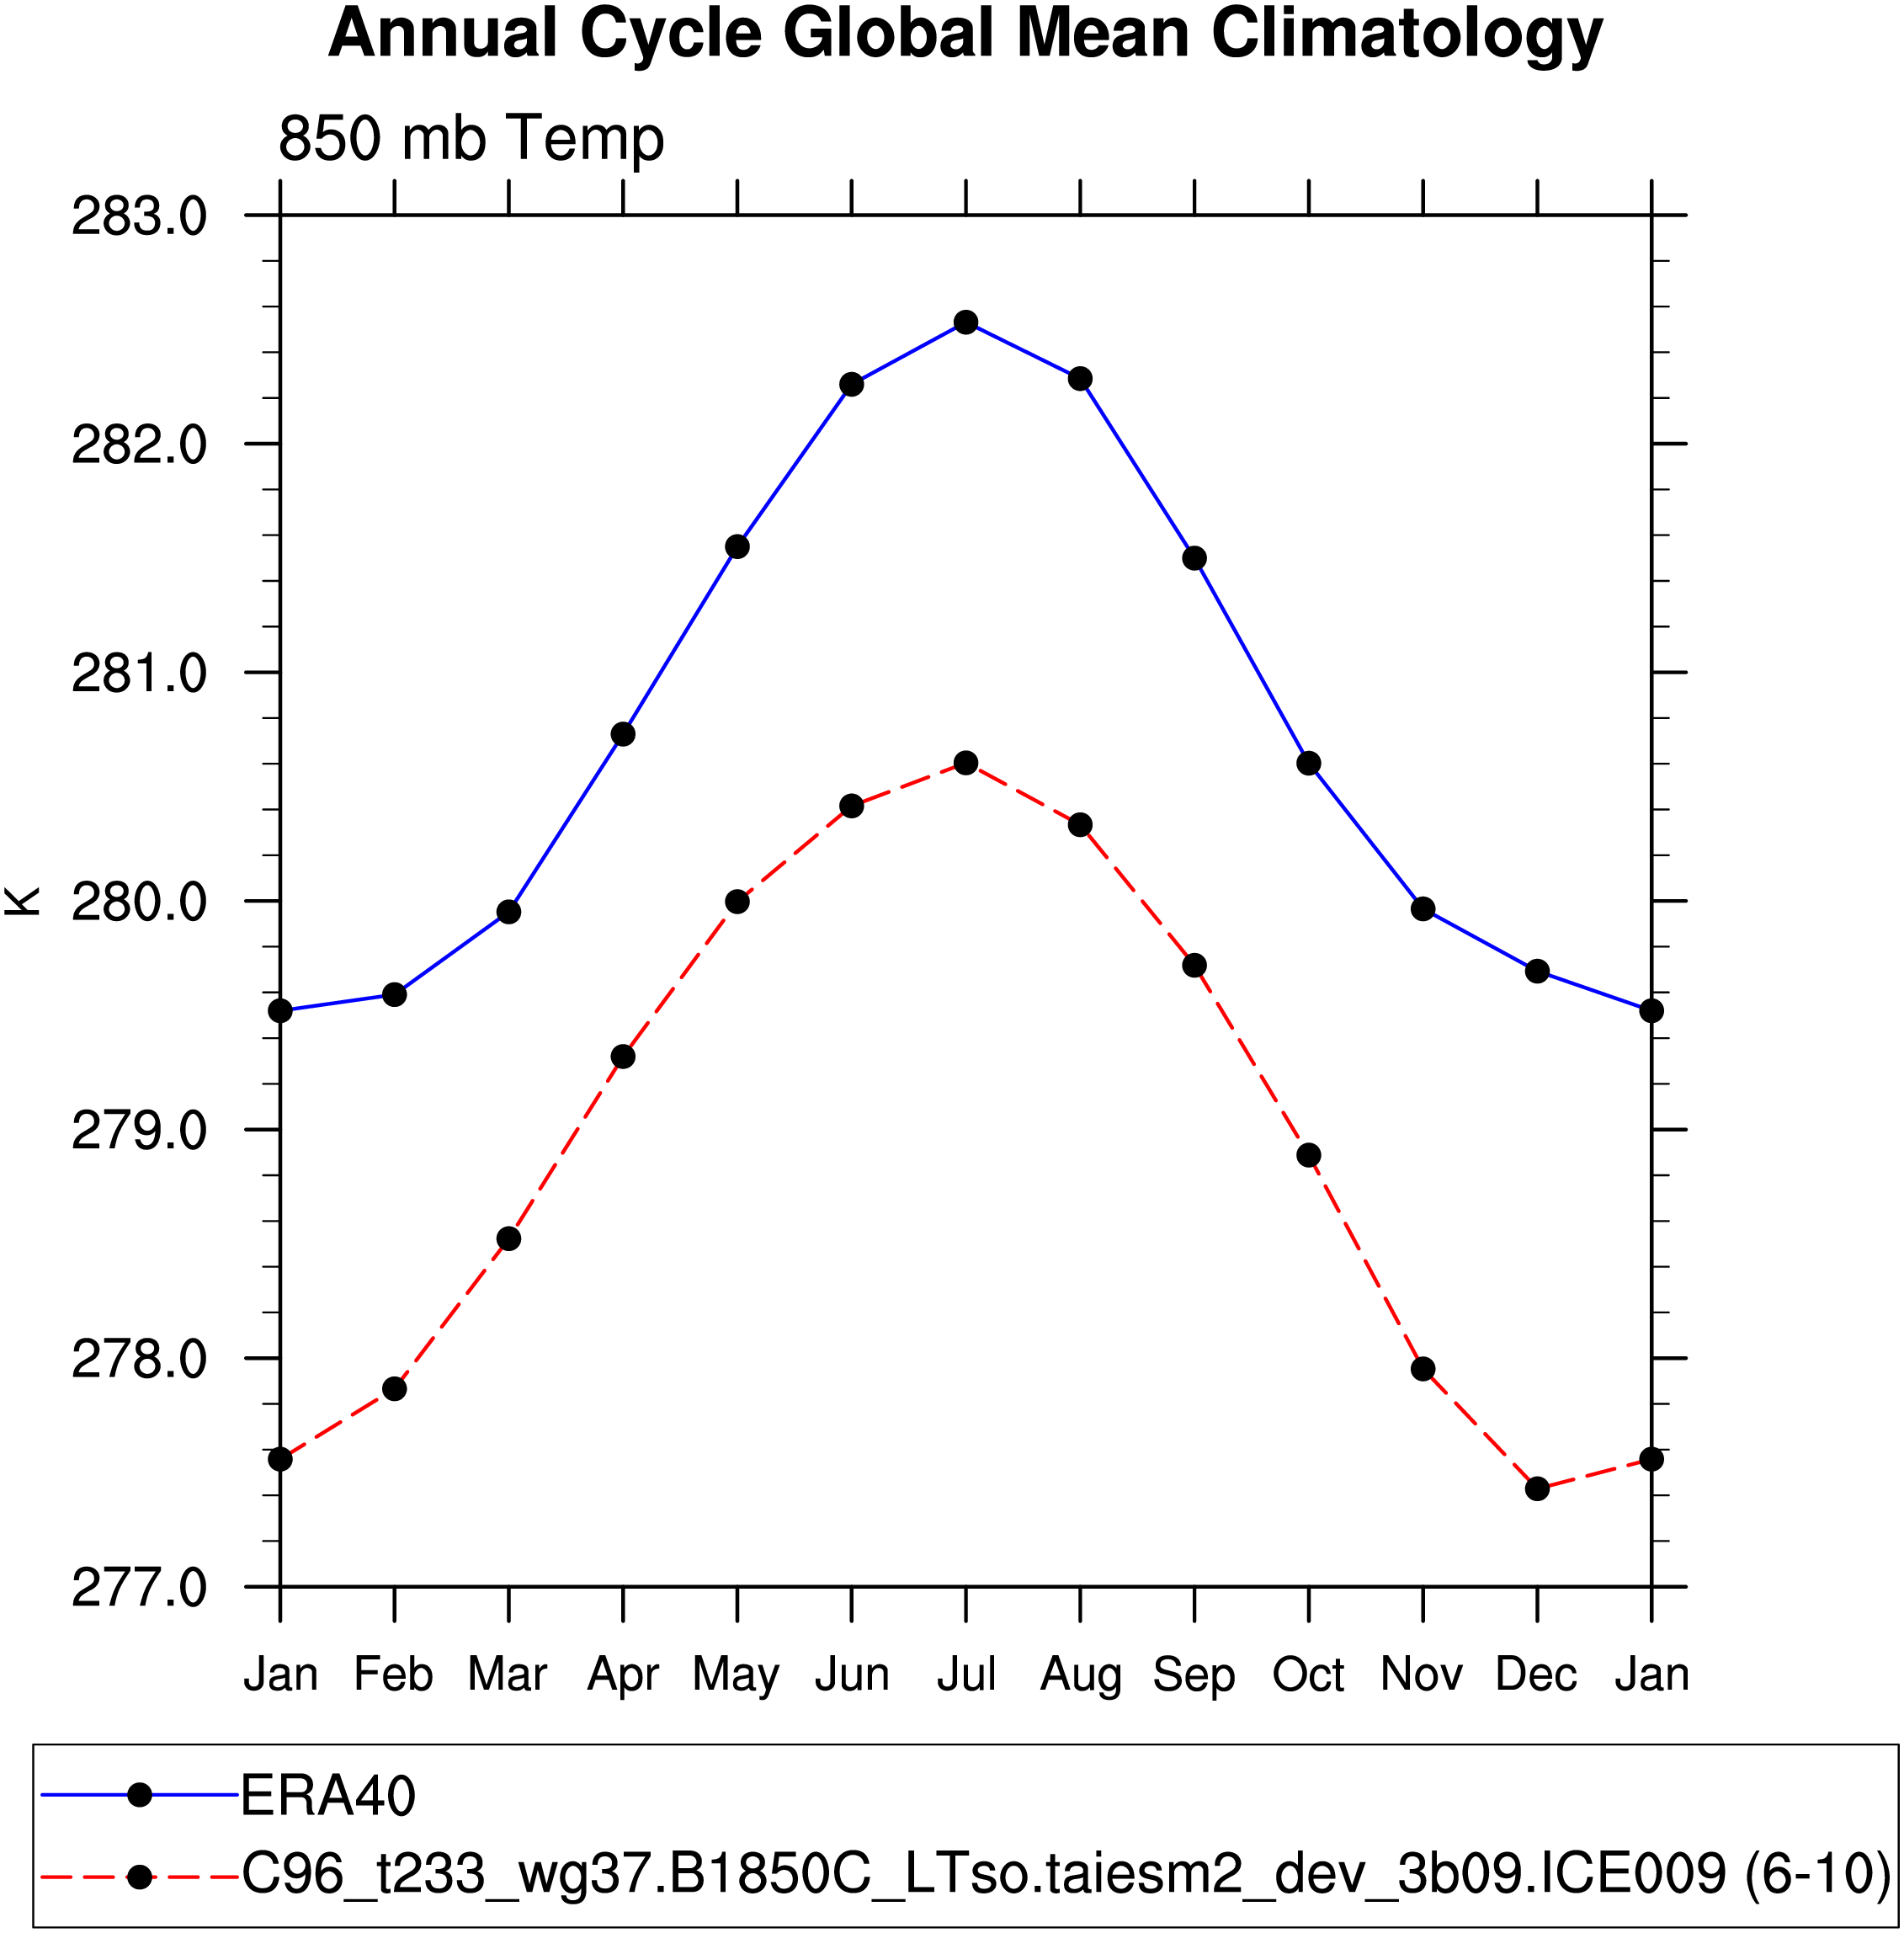 Annual Cycle Global Mean Climatology
850 mb Temp
283.0
282.0
281.0
280.0
279.0
278.0
277.0
K
Jan Feb Mar Apr May Jun Jul Aug Sep Oct Nov Dec Jan
ERA40
C96_t233_wg37.B1850C_LTso.taiesm2_dev_3b09.ICE009 (6-10)